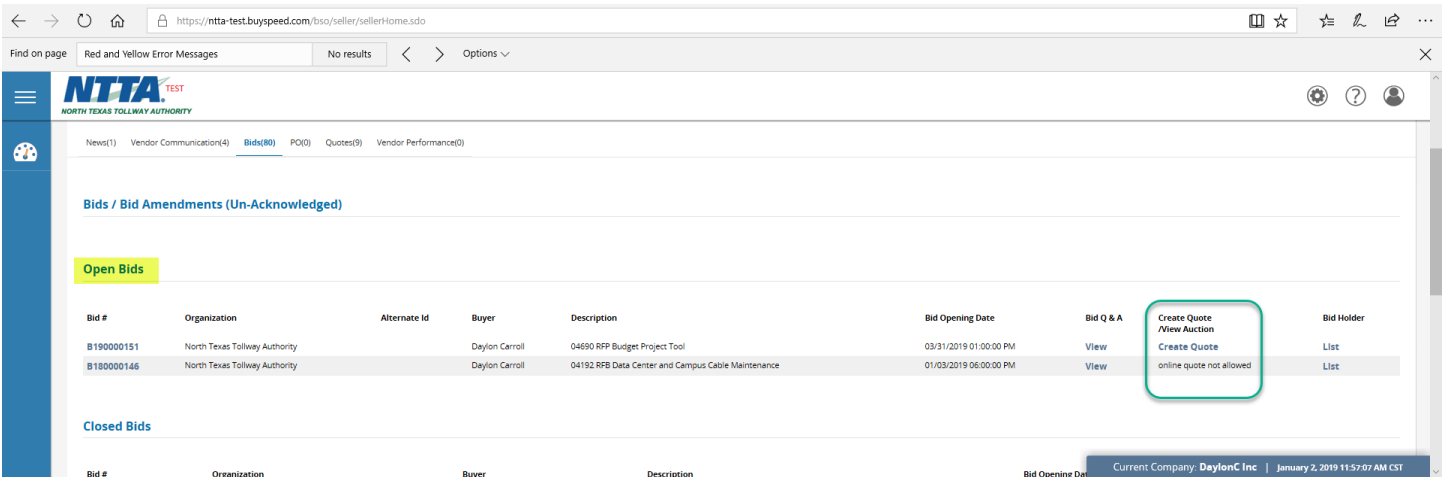 https://ntta-test.buyspeed.com/bso/seller/sellerHome.sdo
Find on page Red and Yellow Error Messages No results Options
NTTA TEST
NORTH TEXAS TOLLWAY AUTHORITY
News(1) Vendor Communication(4) Bids(80) PO(0) Quotes(9) Vendor Performance(0)
Bids / Bid Amendments (Un-Acknowledged)
Open Bids
Bid # Organization Alternate Id Buyer Description Bid Opening Date Bid Q & A Create Quote Bid Holder
/View Auction
B190000151 North Texas Tollway Authority Daylon Carroll 04690 RFP Budget Project Tool 03/31/2019 01:00:00 PM View Create Quote List
B180000146 North Texas Tollway Authority Daylon Carroll 04192 RFB Data Center and Campus Cable Maintenance 01/03/2019 06:00:00 PM View online quote not allowed List
Closed Bids
Bid # Organization Buyer Description Bid Opening Dat
Current Company: DaylonC Inc | January 2, 2019 11:57:07 AM CST